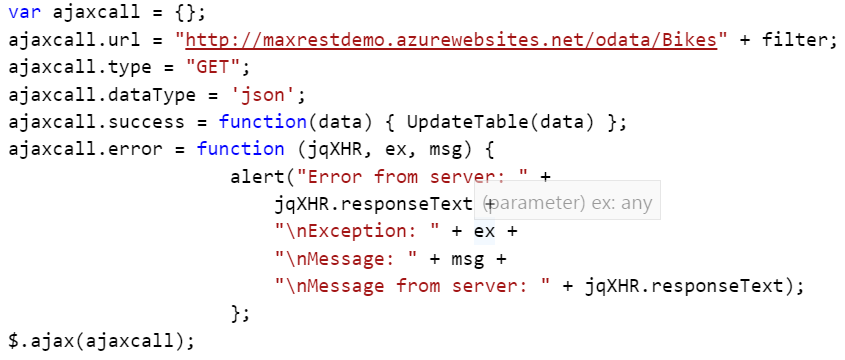 var ajaxcall = {};
ajaxcall.url = "http://maxrestdemo.azurewebsites.net/odata/Bikes" + filter;
ajaxcall.type = "GET";
ajaxcall.dataType = 'json';
ajaxcall.success = function(data) { UpdateTable(data) };
ajaxcall.error = function (jqXHR, ex, msg) {
alert("Error from server: " +
jqXHR.responseText + (parameter) ex: any
"\nException: " + ex +
"\nMessage: " + msg +
"\nMessage from server: " + jqXHR.responseText);
};
$.ajax(ajaxcall);